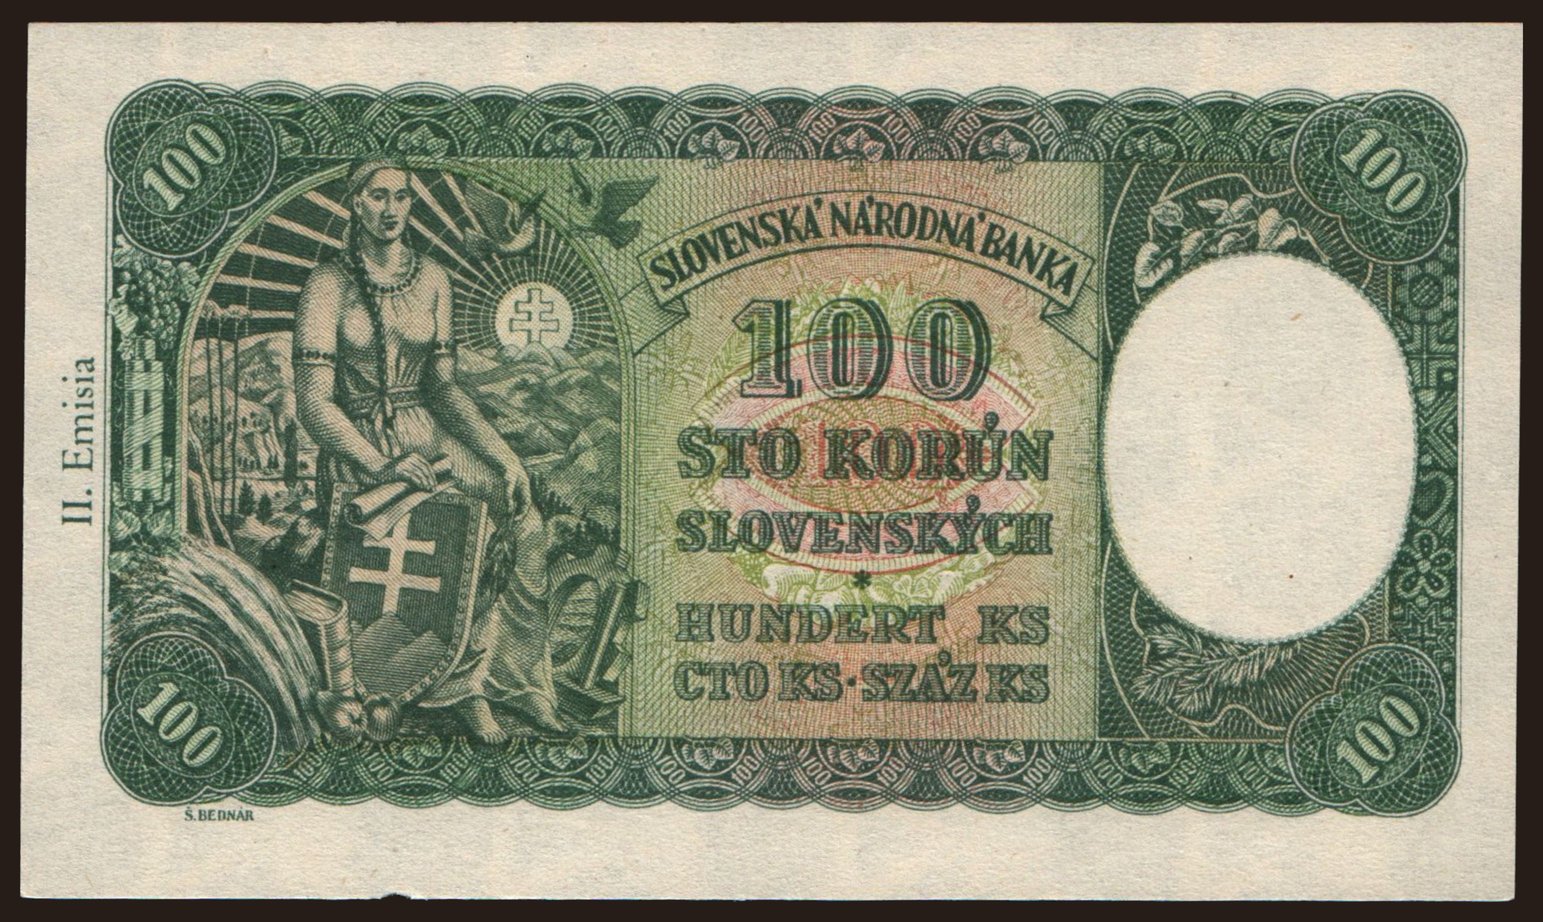 100
100
SLOVENSKÁ NÁRODNÁ BANKA
100
STO KORÚN
SLOVENSKÝCH
*
HUNDERT KS
СТО KS · SZÁZ KS
100
100
II. Emisia
Š. BEDNÁR